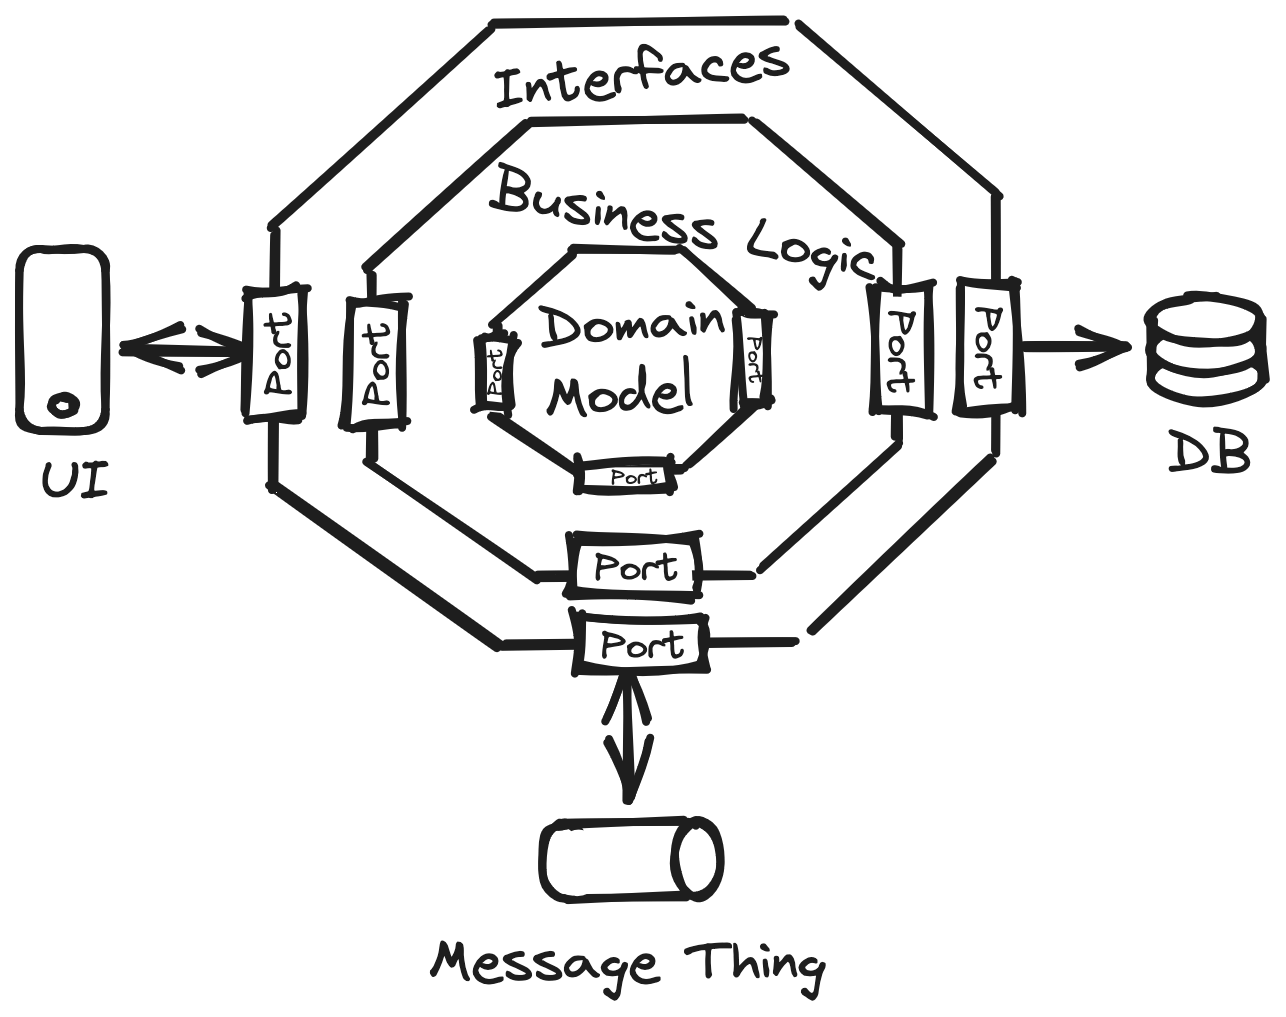 Interfaces
Business Logic
Domain
Model
Port
Port
Port
Port
Port
Port
Port
Port
Port
UI
DB
Message Thing